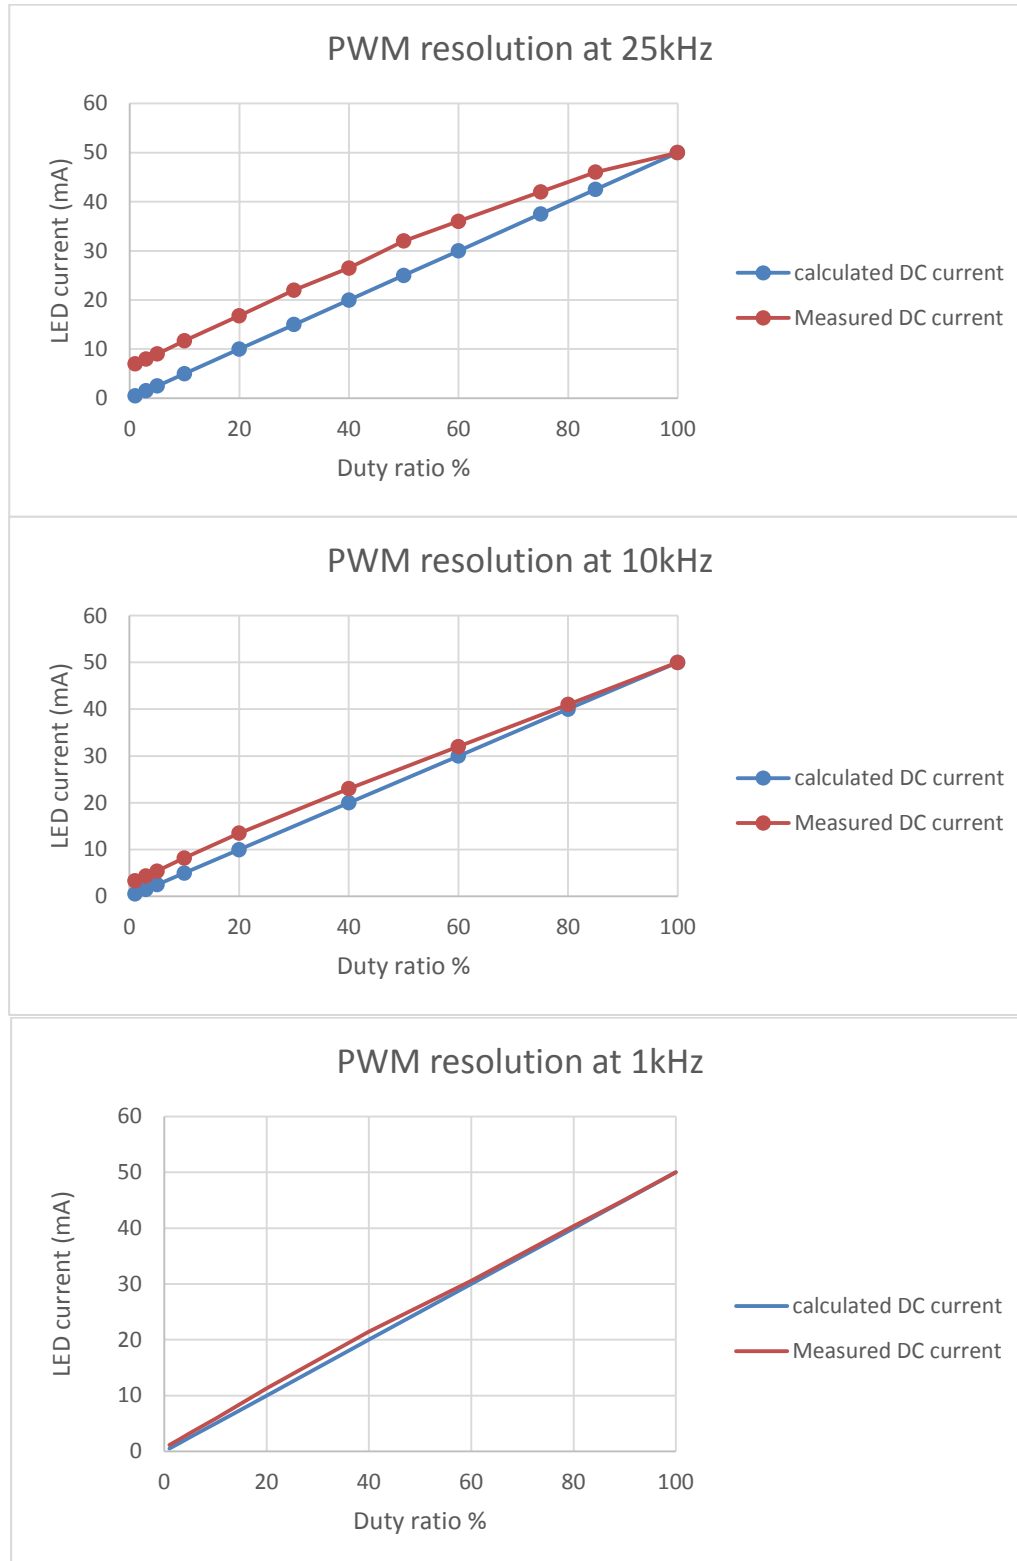 PWM resolution at 25kHz
60
50
40
30
20
10
0
LED current (mA)
0 20 40 60 80 100
Duty ratio %
calculated DC current
Measured DC current
PWM resolution at 10kHz
60
50
40
30
20
10
0
LED current (mA)
0 20 40 60 80 100
Duty ratio %
calculated DC current
Measured DC current
PWM resolution at 1kHz
60
50
40
30
20
10
0
LED current (mA)
0 20 40 60 80 100
Duty ratio %
calculated DC current
Measured DC current